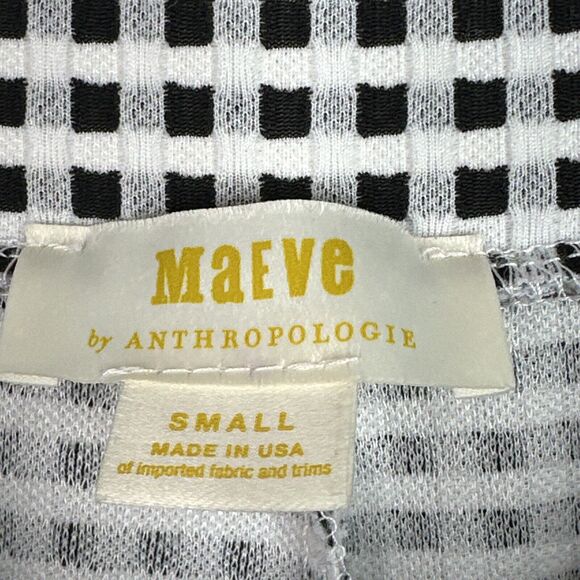 MaEVe
by ANTHROPOLOGIE
SMALL
MADE IN USA
of imported fabric and trims